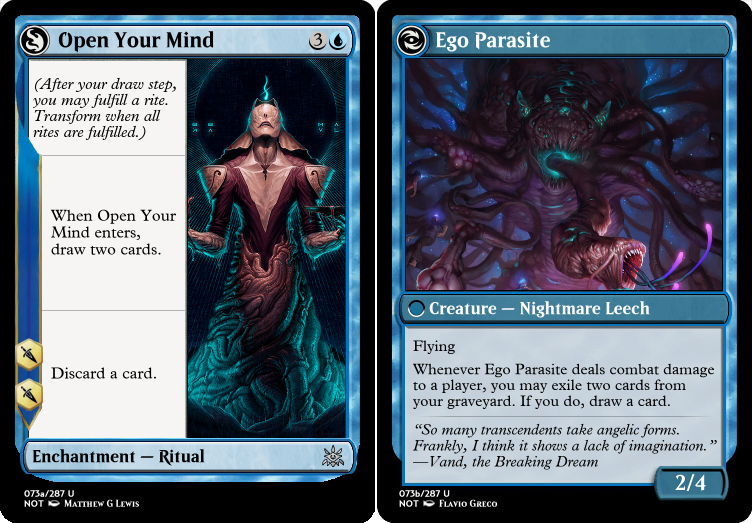 Open Your Mind
3
(After your draw step,
you may fulfill a rite.
Transform when all
rites are fulfilled.)
When Open Your
Mind enters,
draw two cards.
Discard a card.
Enchantment — Ritual
073a/287 U
NOT Matthew G Lewis
Ego Parasite
Creature — Nightmare Leech
Flying
Whenever Ego Parasite deals combat damage
to a player, you may exile two cards from
your graveyard. If you do, draw a card.
“So many transcendents take angelic forms.
Frankly, I think it shows a lack of imagination.”
—Vand, the Breaking Dream
2/4
073b/287 U
NOT Flavio Greco